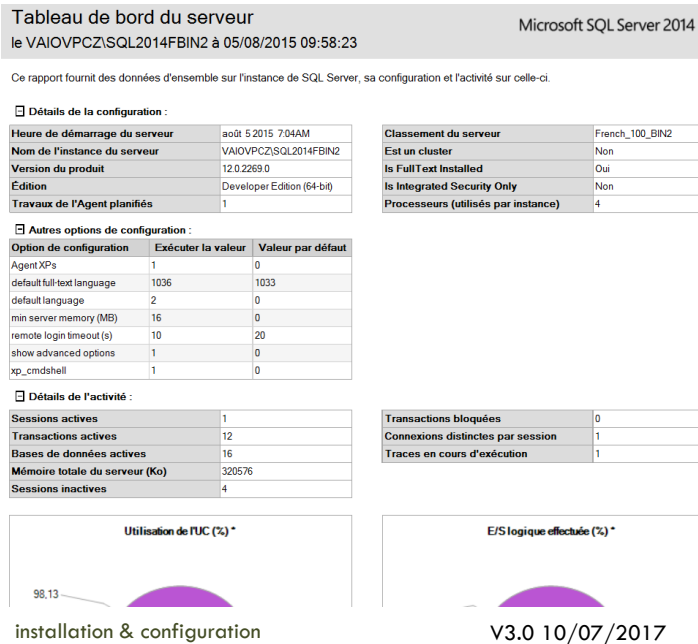 Tableau de bord du serveur
Microsoft SQL Server 2014
le VAIOVPCZ\SQL2014FBIN2 à 05/08/2015 09:58:23
Ce rapport fournit des données d'ensemble sur l'instance de SQL Server, sa configuration et l'activité sur celle-ci.
Détails de la configuration :
Heure de démarrage du serveur août 5 2015 7:04AM
Nom de l'instance du serveur VAIOVPCZ\SQL2014FBIN2
Version du produit 12.0.2269.0
Édition Developer Edition (64-bit)
Travaux de l'Agent planifiés 1
Classement du serveur French_100_BIN2
Est un cluster Non
Is FullText Installed Oui
Is Integrated Security Only Non
Processeurs (utilisés par instance) 4
Autres options de configuration :
Option de configuration Exécuter la valeur Valeur par défaut
Agent XPs 1 0
default full-text language 1036 1033
default language 2 0
min server memory (MB) 16 0
remote login timeout (s) 10 20
show advanced options 1 0
xp_cmdshell 1 0
Détails de l'activité :
Sessions actives 1
Transactions actives 12
Bases de données actives 16
Mémoire totale du serveur (Ko) 320576
Sessions inactives 4
Transactions bloquées 0
Connexions distinctes par session 1
Traces en cours d'exécution 1
Utilisation de l'UC (%) *
98,13
E/S logique effectuée (%) *
installation & configuration
V3.0 10/07/2017